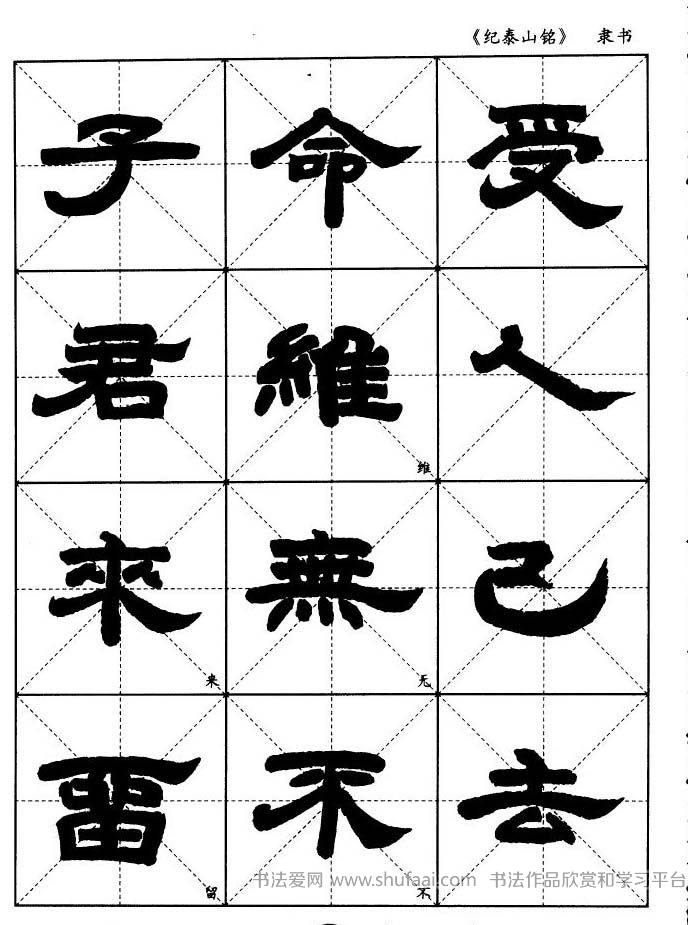 《纪泰山铭》 隶书
受人己去
命維维無无不不
子君來来畱留
书法爱网 www.shufaai.com 书法作品欣赏和学习平台